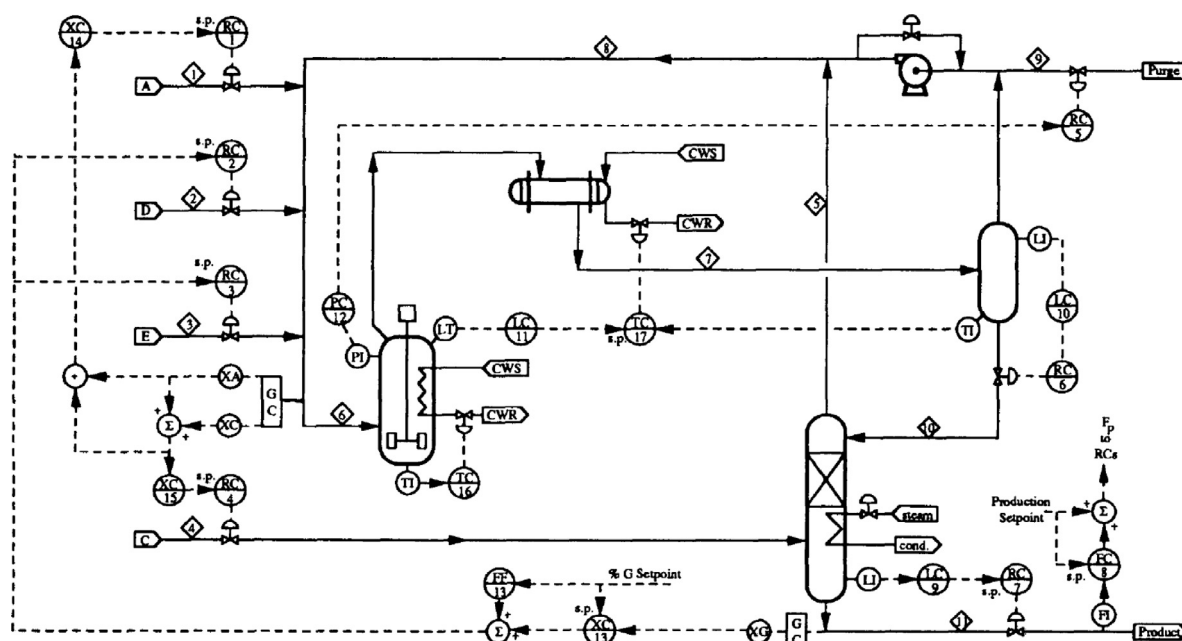 XC
14
s.p.
RC
1
8
9
1
A
Purge
RC
5
s.p.
RC
2
CWS
2
D
CWR
5
LI
s.p.
RC
3
7
PC
12
LT
LC
11
s.p.
TC
17
TI
LC
10
3
E
PI
÷
XA
G
C
CWS
RC
6
+
Σ
+
XC
6
CWR
10
F
p
to
RCs
XC
15
s.p.
RC
4
TI
TC
16
Production
Setpoint
+
Σ
+
steam
4
C
cond.
FC
8
s.p.
% G Setpoint
FF
13
LI
LC
9
RC
7
s.p.
s.p.
+
Σ
+
XC
13
XG
G
C
11
FI
Product